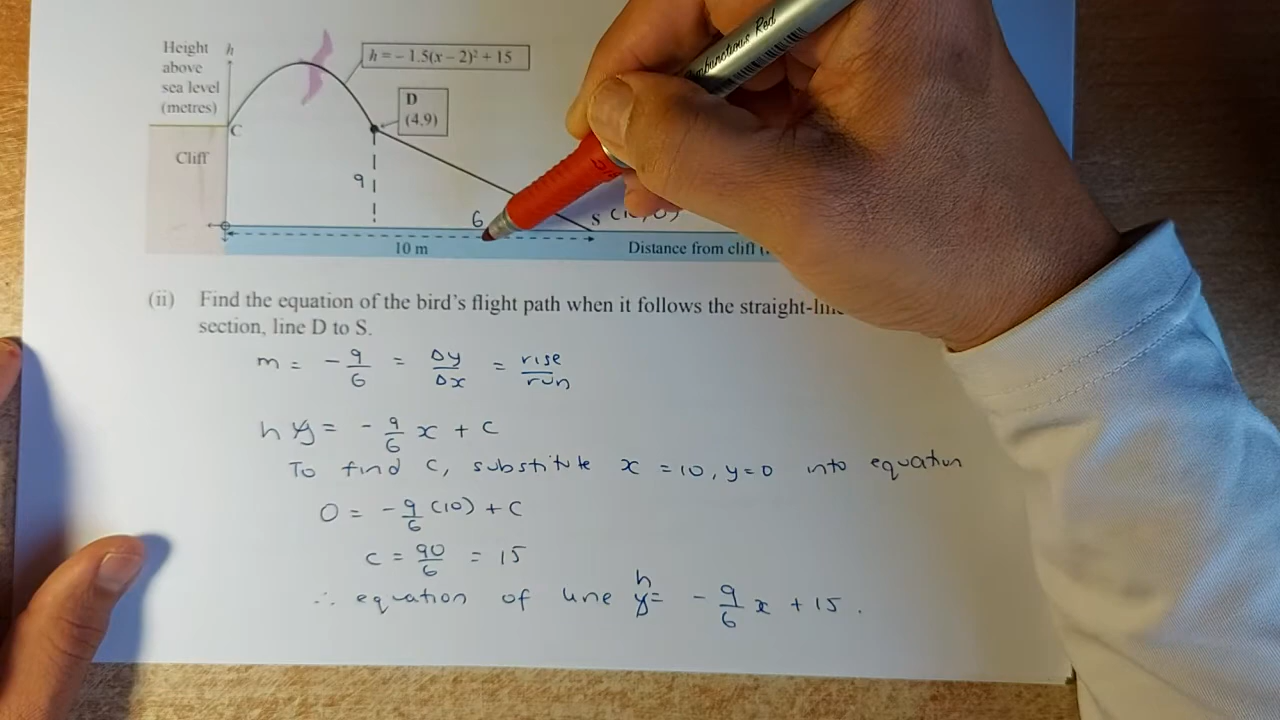 Height h
above
sea level
(metres)
h = – 1.5(x – 2)² + 15
D
(4,9)
C
Cliff
9
6
S
10 m
Distance from cliff
(ii) Find the equation of the bird's flight path when it follows the straight-
section, line D to S.
m = - 9/6 = Δy/Δx = rise/run
h y = - 9/6 x + c
To find c, substitute x = 10, y = 0 into equation
0 = - 9/6 (10) + c
c = 90/6 = 15
∴ equation of line h y = - 9/6 x + 15.